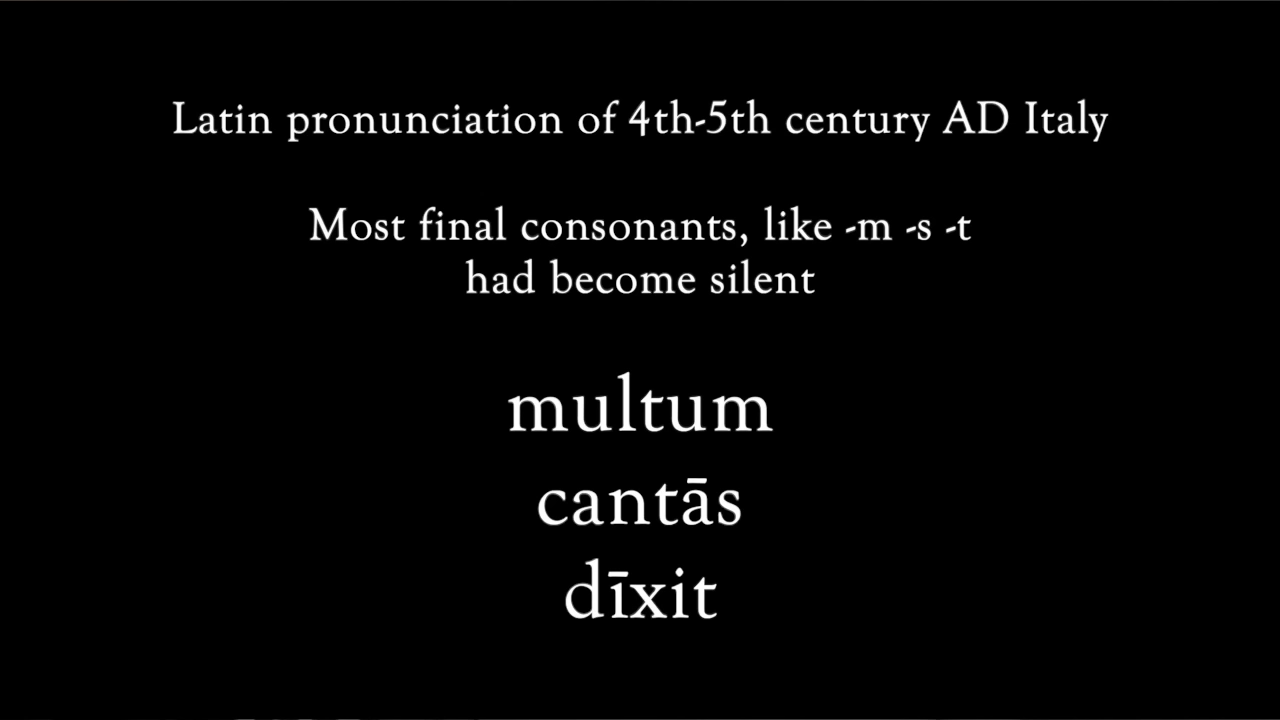 Latin pronunciation of 4th-5th century AD Italy
Most final consonants, like -m -s -t
had become silent
multum
cantās
dīxit